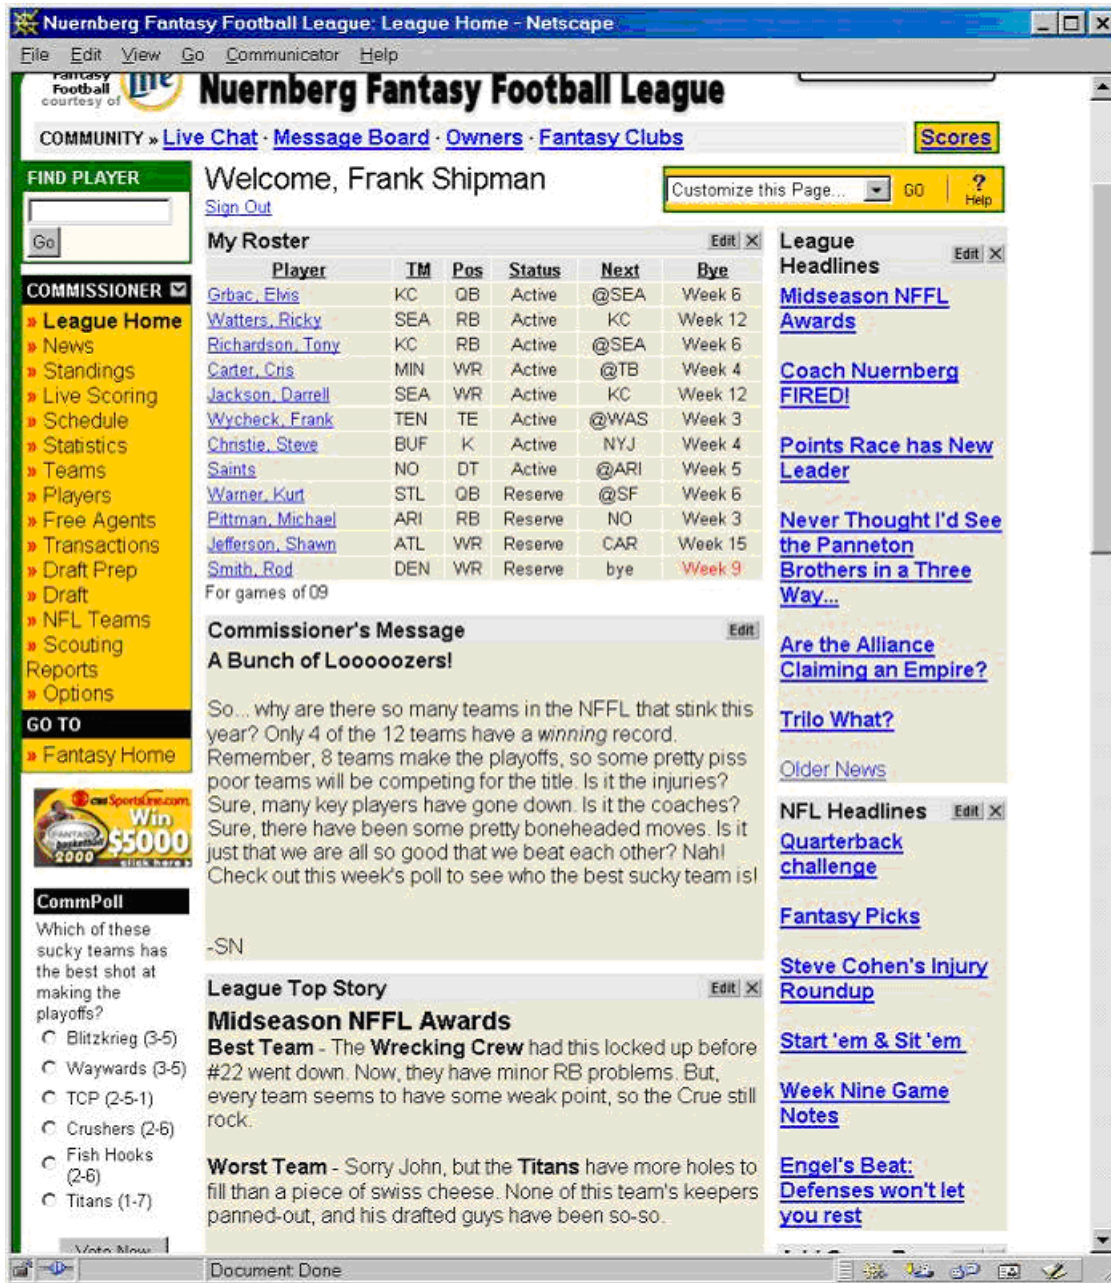 Nuernberg Fantasy Football League: League Home - Netscape
File Edit View Go Communicator Help
Fantasy
Football
courtesy of
Lite
Nuernberg Fantasy Football League
COMMUNITY » Live Chat · Message Board · Owners · Fantasy Clubs
Scores
FIND PLAYER
Go
Welcome, Frank Shipman
Sign Out
Customize this Page... GO ? Help
COMMISSIONER
» League Home
» News
» Standings
» Live Scoring
» Schedule
» Statistics
» Teams
» Players
» Free Agents
» Transactions
» Draft Prep
» Draft
» NFL Teams
» Scouting
Reports
» Options
GO TO
» Fantasy Home
CBS SportsLine.com
Win
$5000
FANTASY
basketball
2000
click here
CommPoll
Which of these
sucky teams has
the best shot at
making the
playoffs?
Blitzkrieg (3-5)
Waywards (3-5)
TCP (2-5-1)
Crushers (2-6)
Fish Hooks
(2-6)
Titans (1-7)
Vote Now
My Roster Edit X
Player TM Pos Status Next Bye
Grbac, Elvis KC QB Active @SEA Week 6
Watters, Ricky SEA RB Active KC Week 12
Richardson, Tony KC RB Active @SEA Week 6
Carter, Cris MIN WR Active @TB Week 4
Jackson, Darrell SEA WR Active KC Week 12
Wycheck, Frank TEN TE Active @WAS Week 3
Christie, Steve BUF K Active NYJ Week 4
Saints NO DT Active @ARI Week 5
Warner, Kurt STL QB Reserve @SF Week 6
Pittman, Michael ARI RB Reserve NO Week 3
Jefferson, Shawn ATL WR Reserve CAR Week 15
Smith, Rod DEN WR Reserve bye Week 9
For games of 09
Commissioner's Message Edit
A Bunch of Looooozers!
So... why are there so many teams in the NFFL that stink this
year? Only 4 of the 12 teams have a winning record.
Remember, 8 teams make the playoffs, so some pretty piss
poor teams will be competing for the title. Is it the injuries?
Sure, many key players have gone down. Is it the coaches?
Sure, there have been some pretty boneheaded moves. Is it
just that we are all so good that we beat each other? Nah!
Check out this week's poll to see who the best sucky team is!
-SN
League Top Story Edit X
Midseason NFFL Awards
Best Team - The Wrecking Crew had this locked up before
#22 went down. Now, they have minor RB problems. But,
every team seems to have some weak point, so the Crue still
rock.
Worst Team - Sorry John, but the Titans have more holes to
fill than a piece of swiss cheese. None of this team's keepers
panned-out, and his drafted guys have been so-so.
League
Headlines Edit X
Midseason NFFL
Awards
Coach Nuernberg
FIRED!
Points Race has New
Leader
Never Thought I'd See
the Panneton
Brothers in a Three
Way...
Are the Alliance
Claiming an Empire?
Trilo What?
Older News
NFL Headlines Edit X
Quarterback
challenge
Fantasy Picks
Steve Cohen's Injury
Roundup
Start 'em & Sit 'em
Week Nine Game
Notes
Engel's Beat:
Defenses won't let
you rest
Document: Done